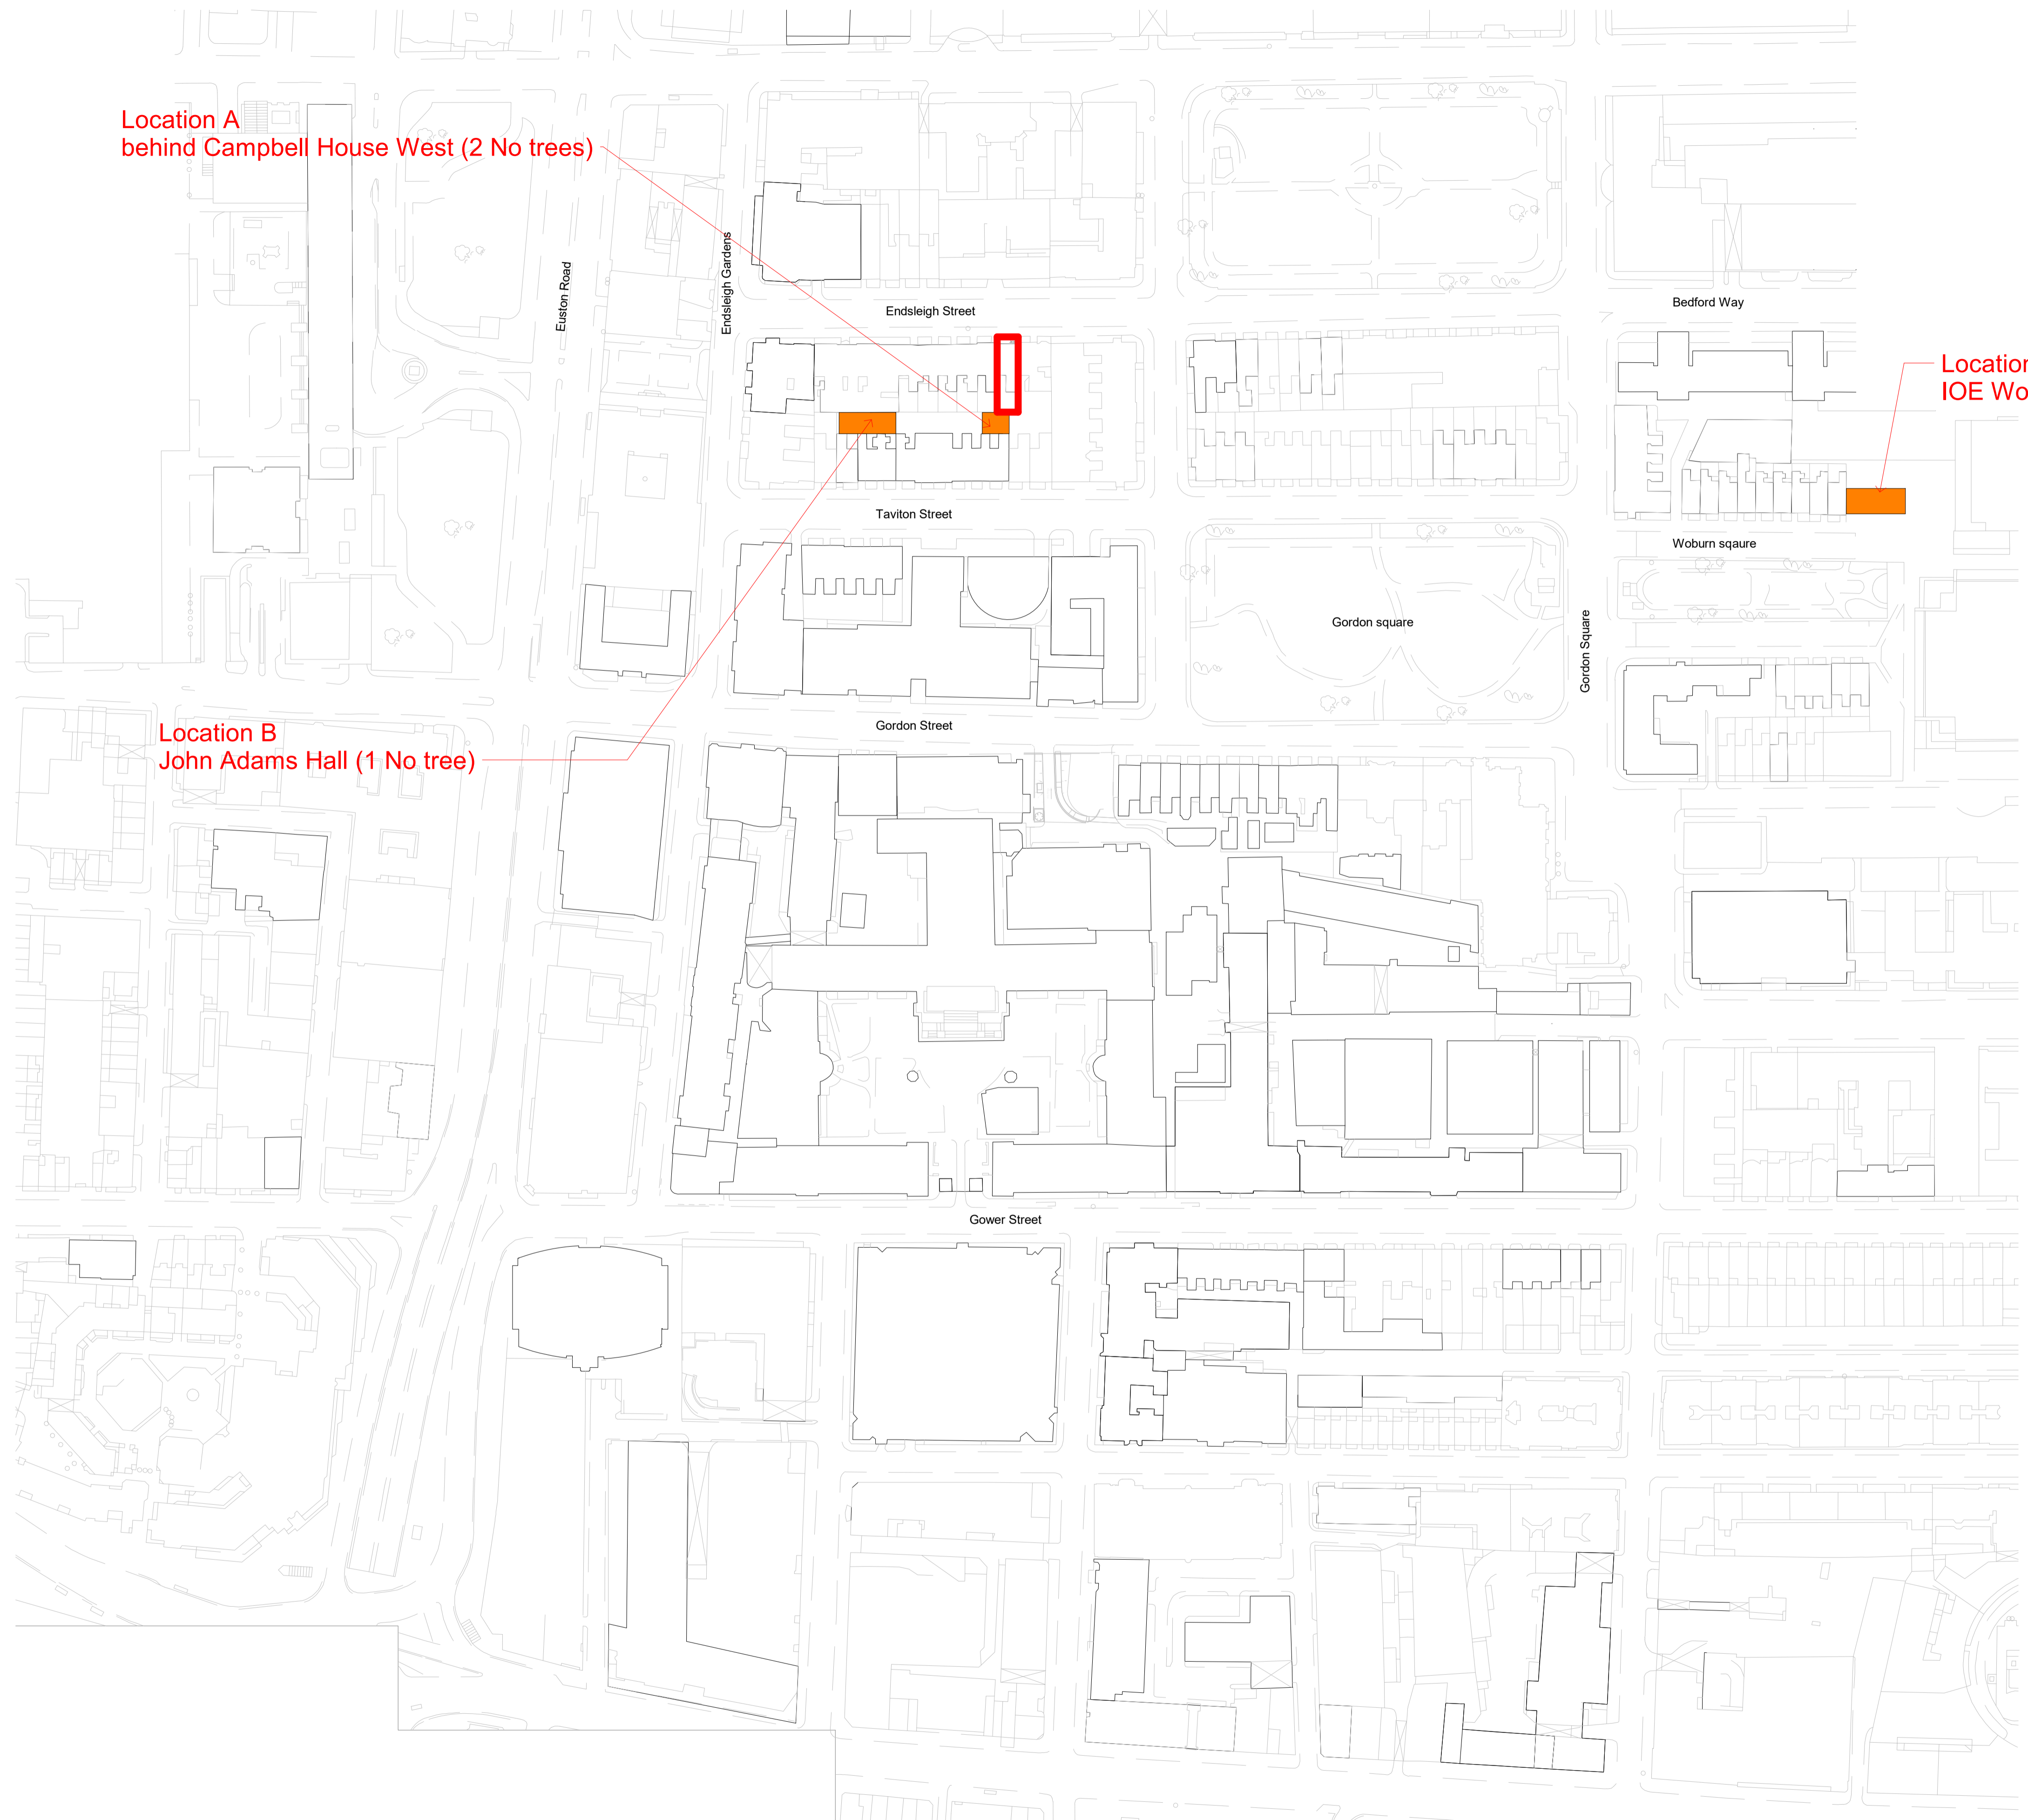 Location A
behind Campbell House West (2 No trees)
Euston Road
Endsleigh Gardens
Endsleigh Street
Bedford Way
Location
IOE Wo
Taviton Street
Woburn sqaure
Gordon square
Gordon Square
Location B
John Adams Hall (1 No tree)
Gordon Street
Gower Street